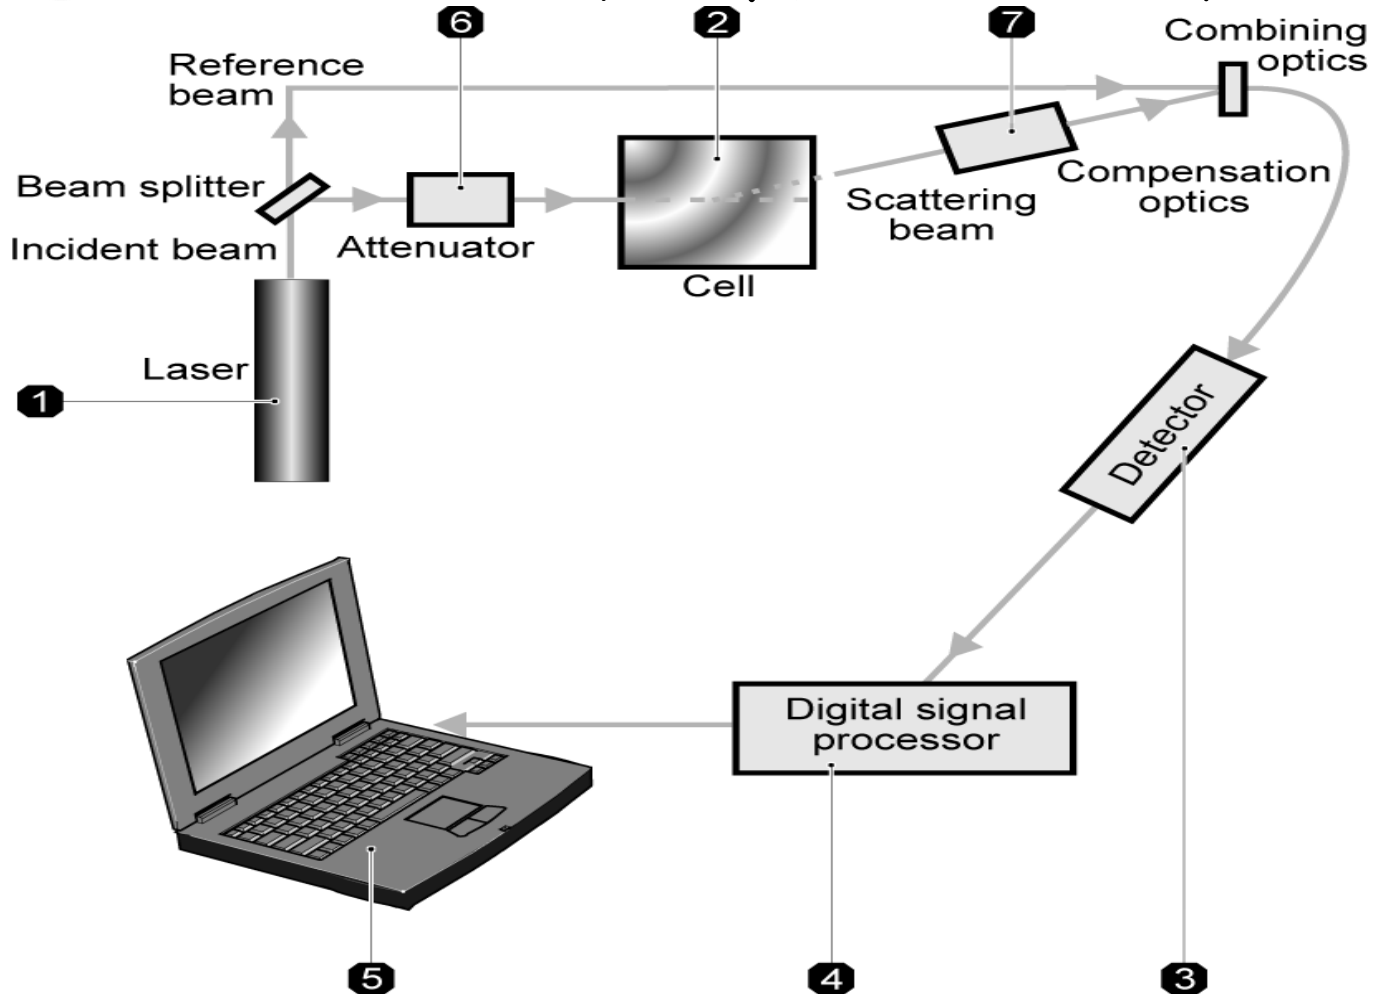 6
2
7
Combining
optics
Reference
beam
Beam splitter
Incident beam
Attenuator
Cell
Scattering
beam
Compensation
optics
Laser
1
Detector
3
Digital signal
processor
4
5